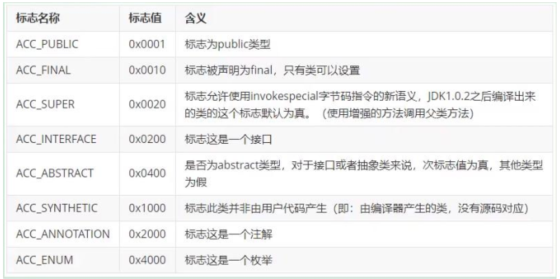 标志名称 标志值 含义
ACC_PUBLIC 0x0001 标志为public类型
ACC_FINAL 0x0010 标志被声明为final，只有类可以设置
ACC_SUPER 0x0020 标志允许使用invokespecial字节码指令的新语义，JDK1.0.2之后编译出来
的类的这个标志默认为真。（使用增强的方法调用父类方法）
ACC_INTERFACE 0x0200 标志这是一个接口
ACC_ABSTRACT 0x0400 是否为abstract类型，对于接口或者抽象类来说，次标志值为真，其他类型
为假
ACC_SYNTHETIC 0x1000 标志此类并非由用户代码产生（即：由编译器产生的类，没有源码对应）
ACC_ANNOTATION 0x2000 标志这是一个注解
ACC_ENUM 0x4000 标志这是一个枚举